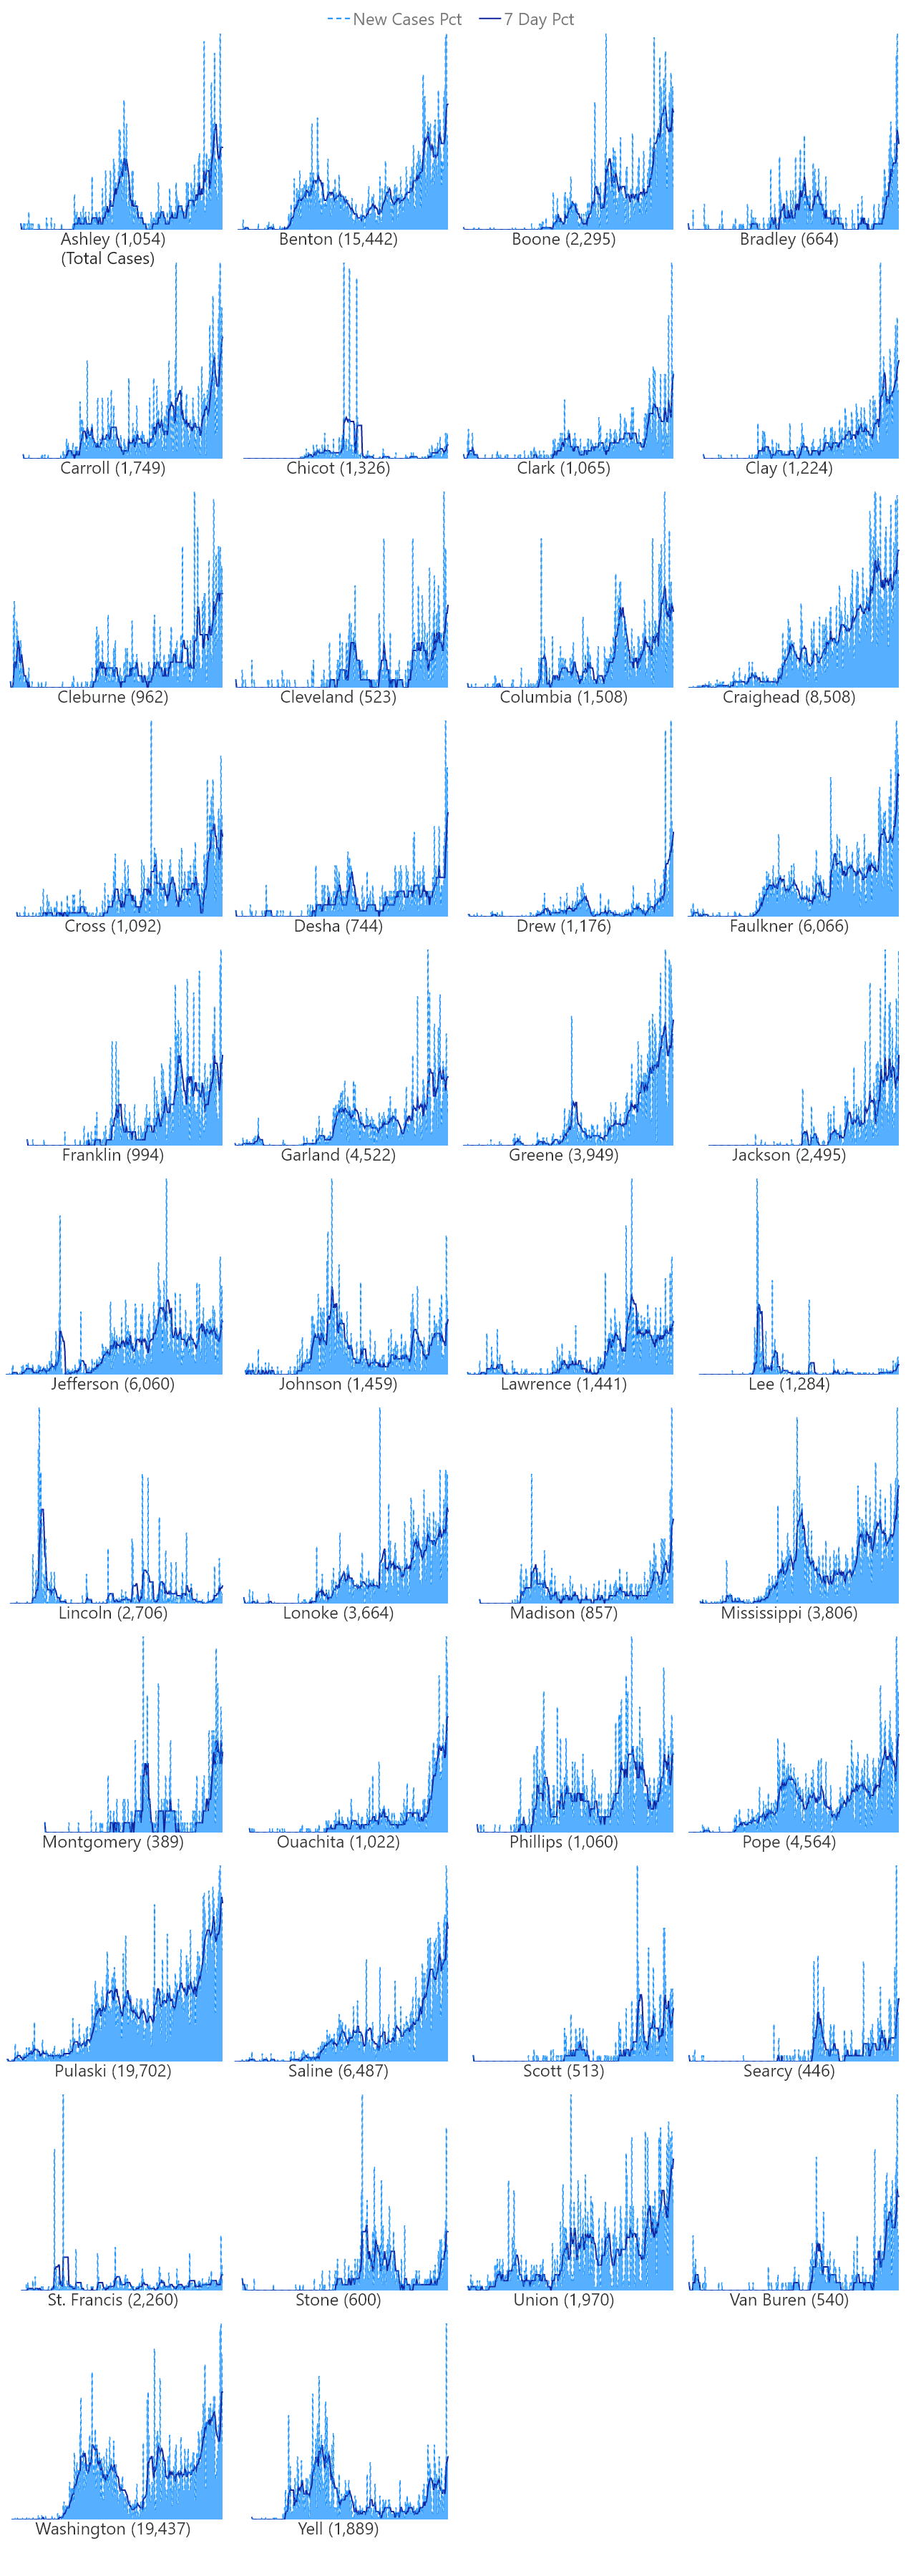 New Cases Pct 7 Day Pct
Ashley (1,054) Benton (15,442) Boone (2,295) Bradley (664)
(Total Cases)
Carroll (1,749) Chicot (1,326) Clark (1,065) Clay (1,224)
Cleburne (962) Cleveland (523) Columbia (1,508) Craighead (8,508)
Cross (1,092) Desha (744) Drew (1,176) Faulkner (6,066)
Franklin (994) Garland (4,522) Greene (3,949) Jackson (2,495)
Jefferson (6,060) Johnson (1,459) Lawrence (1,441) Lee (1,284)
Lincoln (2,706) Lonoke (3,664) Madison (857) Mississippi (3,806)
Montgomery (389) Ouachita (1,022) Phillips (1,060) Pope (4,564)
Pulaski (19,702) Saline (6,487) Scott (513) Searcy (446)
St. Francis (2,260) Stone (600) Union (1,970) Van Buren (540)
Washington (19,437) Yell (1,889)